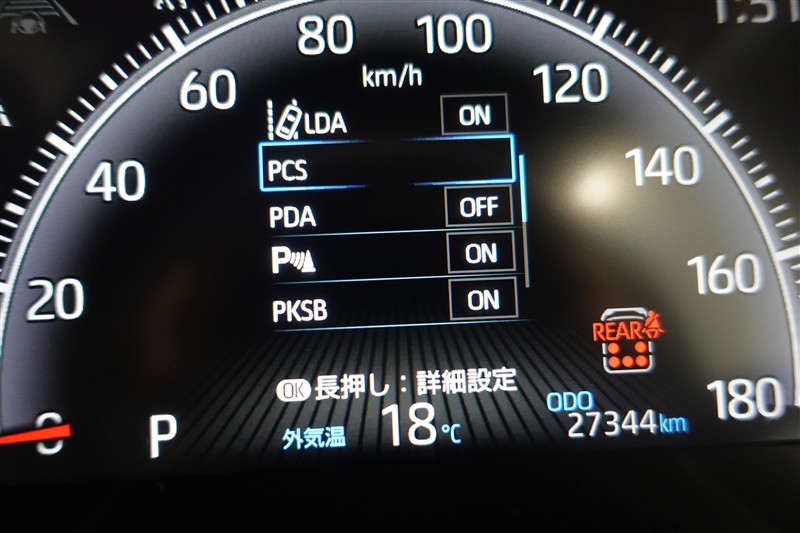 80 100
km/h
60 120
LDA ON
PCS
40 140
PDA OFF
P ON
20 160
PKSB ON
REAR
OK 長押し:詳細設定
0 180
P
外気温 18℃
ODO
27344km